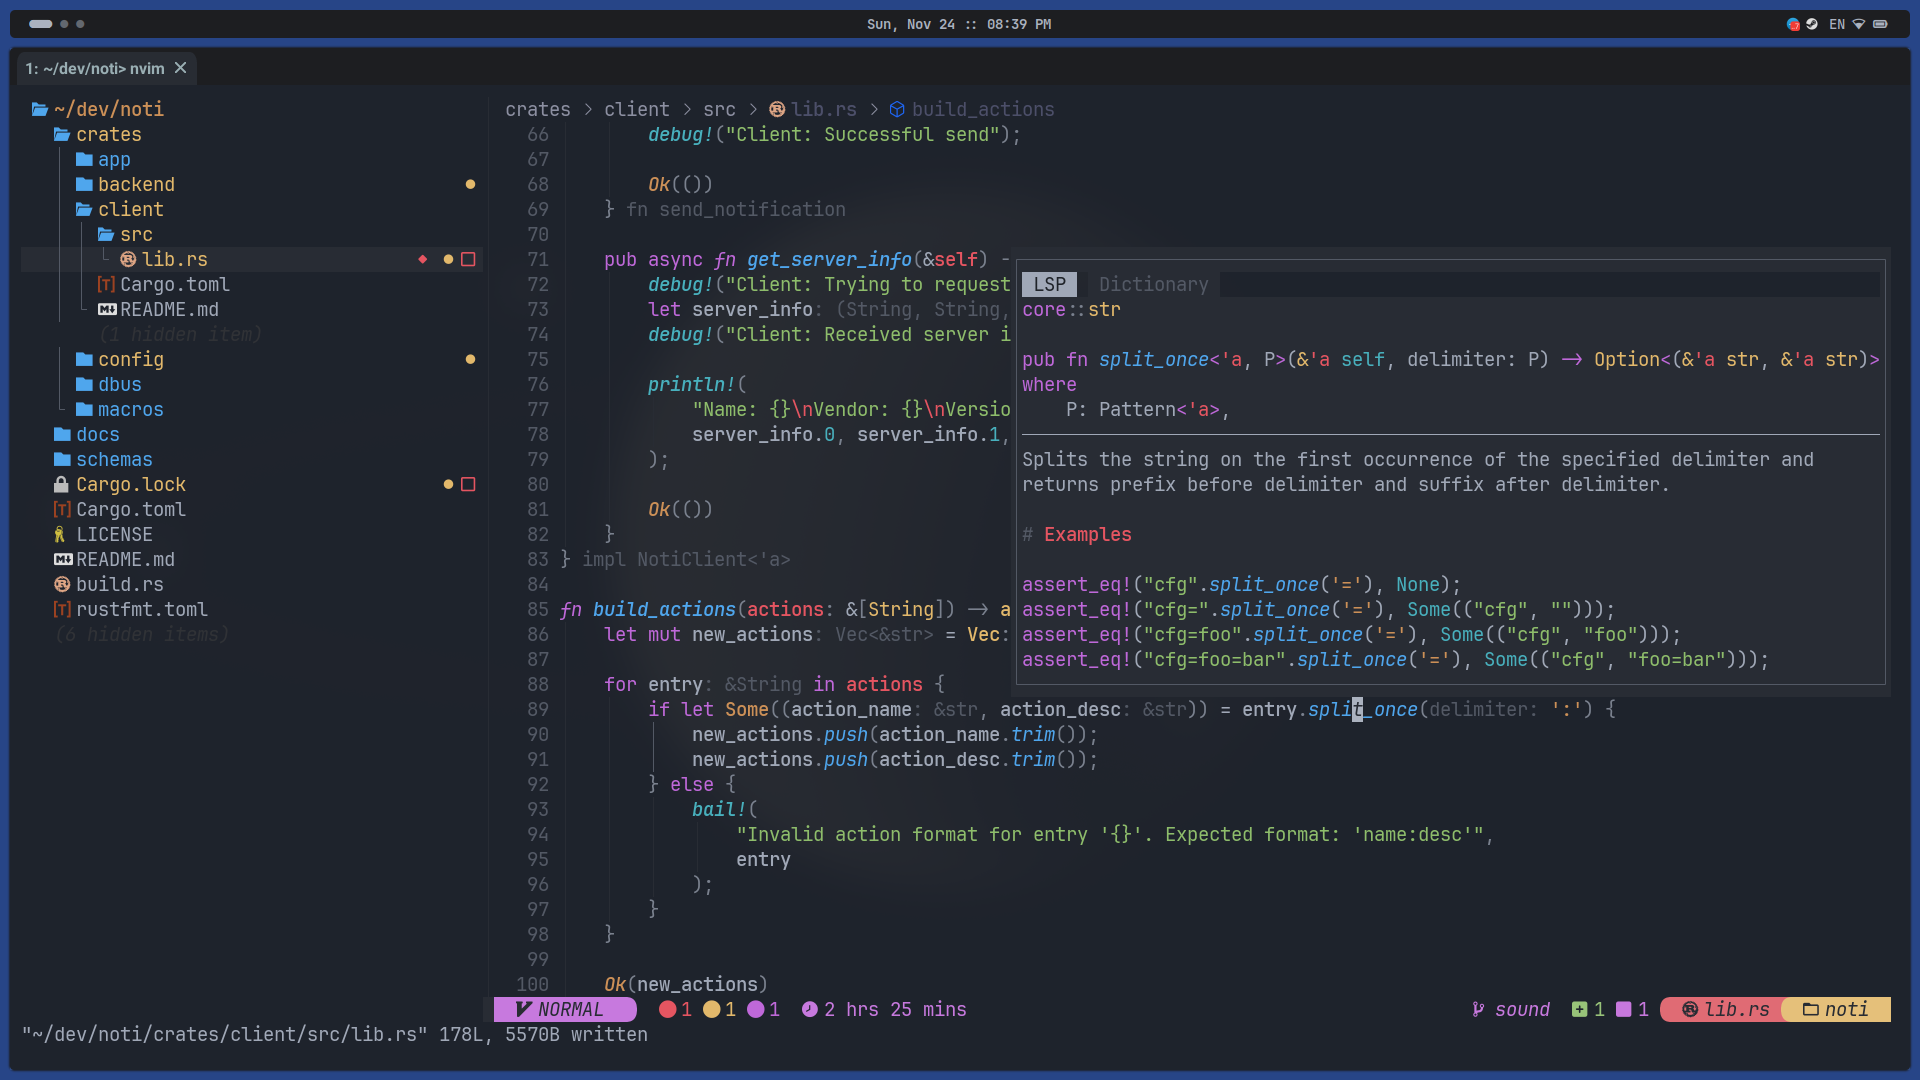 Sun, Nov 24 :: 08:39 PM
EN
1: ~/dev/noti> nvim
~/dev/noti
crates
app
backend
client
src
lib.rs
Cargo.toml
README.md
(1 hidden item)
config
dbus
macros
docs
schemas
Cargo.lock
Cargo.toml
LICENSE
README.md
build.rs
rustfmt.toml
(6 hidden items)
crates > client > src > lib.rs > build_actions
66 debug!("Client: Successful send");
67
68 Ok(())
69 } fn send_notification
70
71 pub async fn get_server_info(&self) -
72 debug!("Client: Trying to request
73 let server_info: (String, String,
74 debug!("Client: Received server i
75
76 println!(
77 "Name: {}\nVendor: {}\nVersio
78 server_info.0, server_info.1,
79 );
80
81 Ok(())
82 }
83 } impl NotiClient<'a>
84
85 fn build_actions(actions: &[String]) -> a
86 let mut new_actions: Vec<&str> = Vec:
87
88 for entry: &String in actions {
89 if let Some((action_name: &str, action_desc: &str)) = entry.split_once(delimiter: ':') {
90 new_actions.push(action_name.trim());
91 new_actions.push(action_desc.trim());
92 } else {
93 bail!(
94 "Invalid action format for entry '{}'. Expected format: 'name:desc'",
95 entry
96 );
97 }
98 }
99
100 Ok(new_actions)
LSP Dictionary
core::str
pub fn split_once<'a, P>(&'a self, delimiter: P) -> Option<(&'a str, &'a str)>
where
P: Pattern<'a>,
Splits the string on the first occurrence of the specified delimiter and
returns prefix before delimiter and suffix after delimiter.
# Examples
assert_eq!("cfg".split_once('='), None);
assert_eq!("cfg=".split_once('='), Some(("cfg", "")));
assert_eq!("cfg=foo".split_once('='), Some(("cfg", "foo")));
assert_eq!("cfg=foo=bar".split_once('='), Some(("cfg", "foo=bar")));
NORMAL 1 1 1 2 hrs 25 mins sound 1 1 lib.rs noti
"~/dev/noti/crates/client/src/lib.rs" 178L, 5570B written